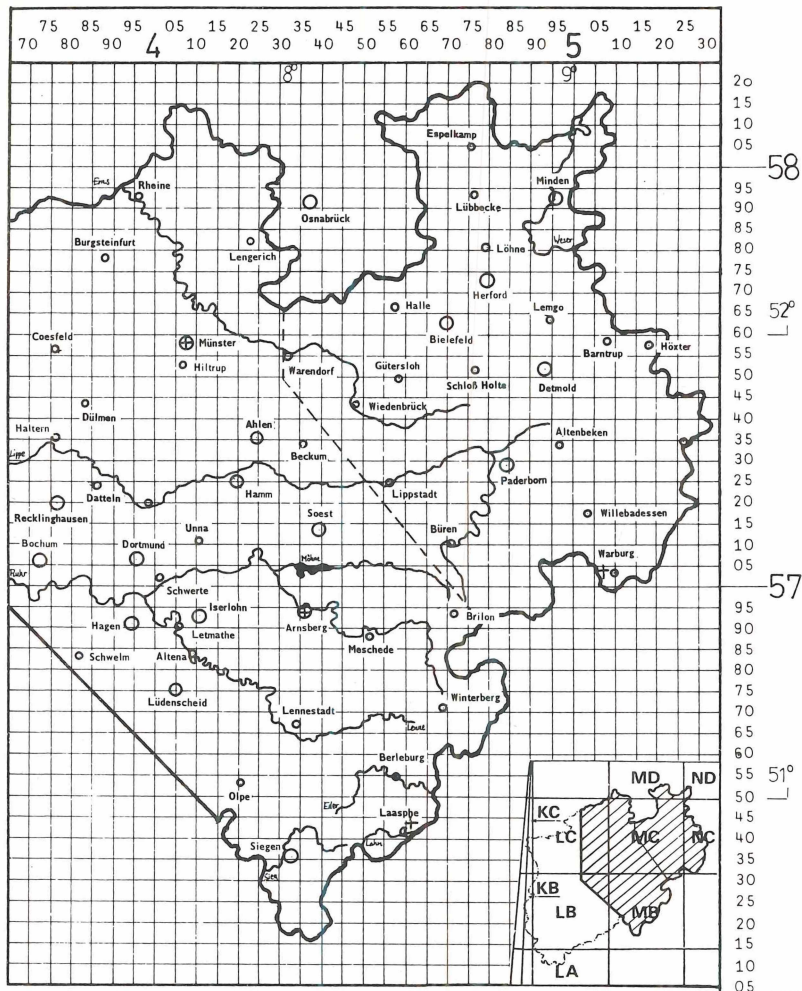 75 85 95 4 05 15 25 35 45 55 65 75 85 95 5 05 15 25
70 80 90 10 20 30 40 50 60 70 80 90 10 20 30
8° 9°
20
15
10
Espelkamp 05
58
Ems Rheine Minden 95
Osnabrück Lübbecke 90
85
Burgsteinfurt Lengerich Löhne Weser 80
75
Herford 70
Halle Lemgo 65
52°
Coesfeld Münster Bielefeld Barntrup Höxter 60
Hiltrup Warendorf Gütersloh Schloß Holte Detmold 55
50
Dülmen Wiedenbrück 45
40
Haltern Ahlen Beckum Altenbeken 35
Lippe 30
Datteln Hamm Lippstadt Paderborn 25
Recklinghausen Soest Willebadessen 20
15
Unna Büren 10
Bochum Dortmund Möhne Warburg 05
57
Ruhr Schwerte 95
Hagen Iserlohn Arnsberg Brilon 90
Letmathe Meschede
Schwelm Altena 85
80
Lüdenscheid Winterberg 75
Lennestadt Lenne 70
65
60
Berleburg 55
51°
Olpe Eder 50
Laasphe 45
Siegen Lahn 40
Sieg 35
30
25
20
15
10
05
MD ND
KC
LC MC NC
KB
LB MB
LA